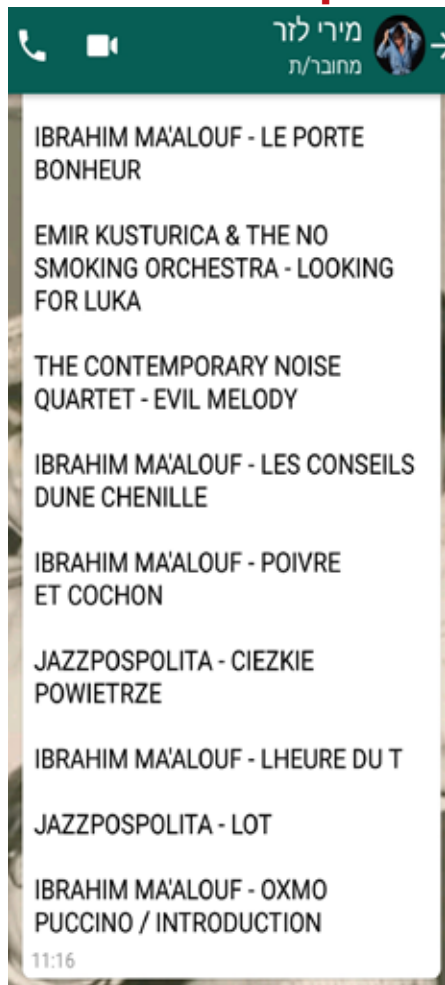 מירי לזר
מחובר/ת
IBRAHIM MA'ALOUF - LE PORTE
BONHEUR
EMIR KUSTURICA & THE NO
SMOKING ORCHESTRA - LOOKING
FOR LUKA
THE CONTEMPORARY NOISE
QUARTET - EVIL MELODY
IBRAHIM MA'ALOUF - LES CONSEILS
DUNE CHENILLE
IBRAHIM MA'ALOUF - POIVRE
ET COCHON
JAZZPOSPOLITA - CIEZKIE
POWIETRZE
IBRAHIM MA'ALOUF - LHEURE DU T
JAZZPOSPOLITA - LOT
IBRAHIM MA'ALOUF - OXMO
PUCCINO / INTRODUCTION
11:16